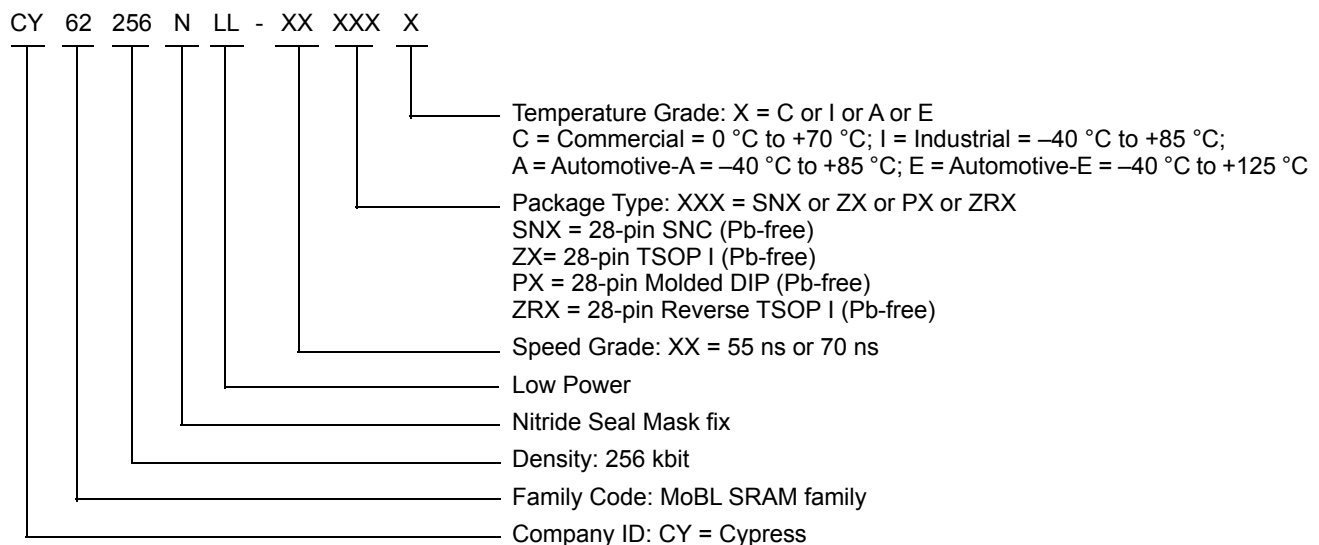 CY 62 256 N LL - XX XXX X
Temperature Grade: X = C or I or A or E
C = Commercial = 0 °C to +70 °C; I = Industrial = –40 °C to +85 °C;
A = Automotive-A = –40 °C to +85 °C; E = Automotive-E = –40 °C to +125 °C
Package Type: XXX = SNX or ZX or PX or ZRX
SNX = 28-pin SNC (Pb-free)
ZX= 28-pin TSOP I (Pb-free)
PX = 28-pin Molded DIP (Pb-free)
ZRX = 28-pin Reverse TSOP I (Pb-free)
Speed Grade: XX = 55 ns or 70 ns
Low Power
Nitride Seal Mask fix
Density: 256 kbit
Family Code: MoBL SRAM family
Company ID: CY = Cypress